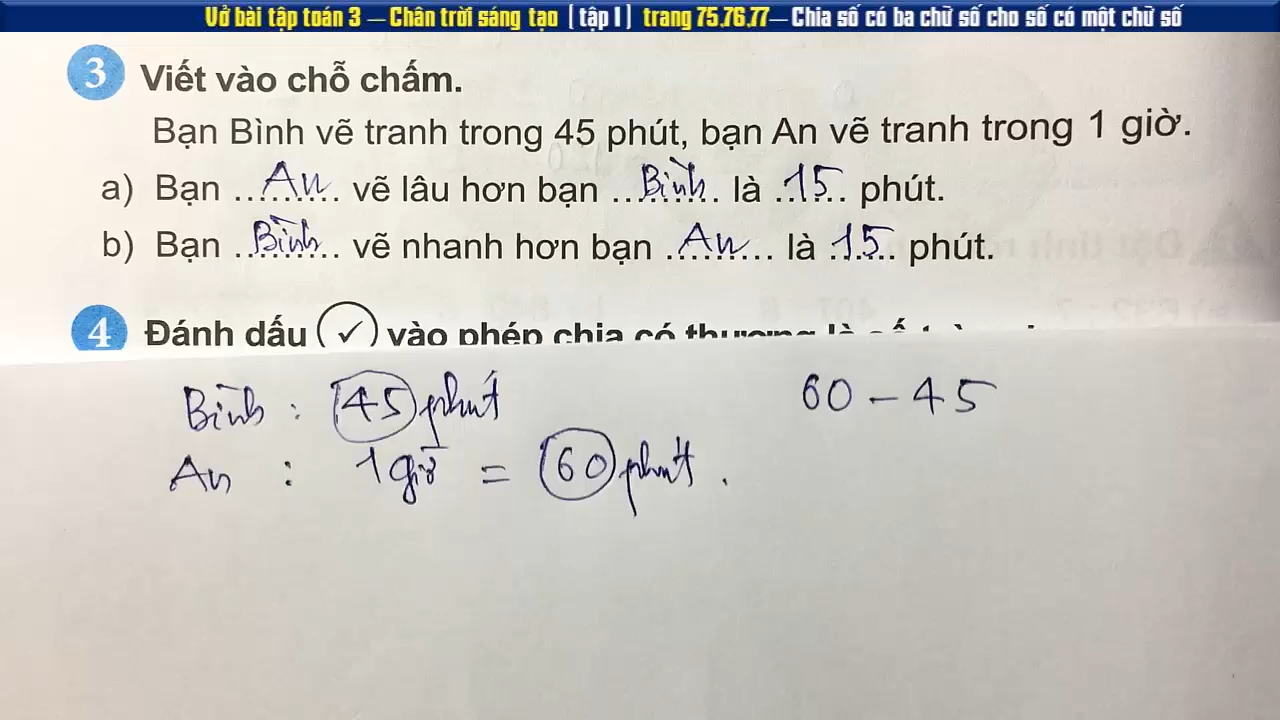 Vở bài tập toán 3 – Chân trời sáng tạo (tập 1) trang 75,76,77 – Chia số có ba chữ số cho số có một chữ số
3 Viết vào chỗ chấm.
Bạn Bình vẽ tranh trong 45 phút, bạn An vẽ tranh trong 1 giờ.
a) Bạn ...An... vẽ lâu hơn bạn ...Bình... là ...15... phút.
b) Bạn ...Bình... vẽ nhanh hơn bạn ...An... là ...15... phút.
4 Đánh dấu ✓ vào phép chia có
Bình : 45 phút 60 – 45
An : 1 giờ = 60 phút.